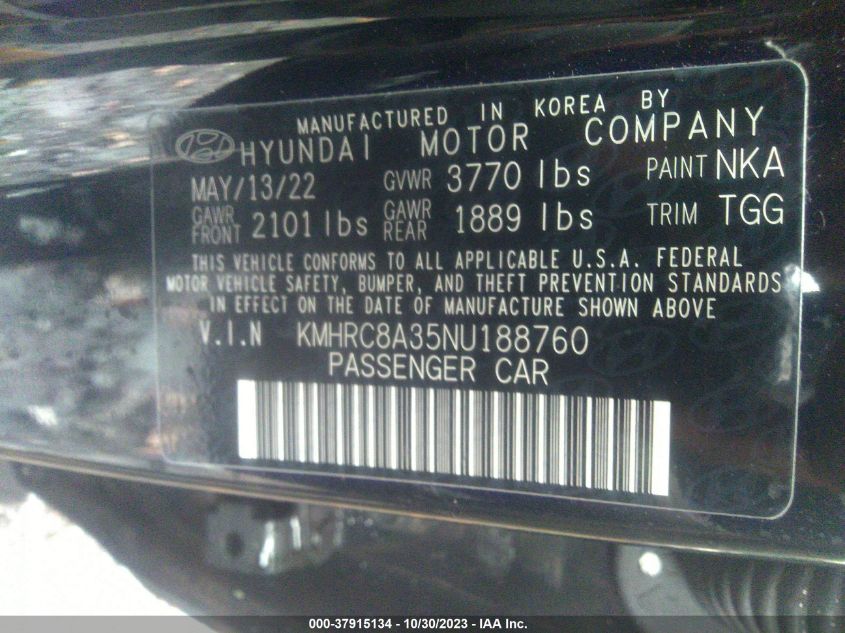 MANUFACTURED IN KOREA BY
HYUNDAI MOTOR COMPANY
MAY/13/22 GVWR 3770 lbs PAINT NKA
GAWR FRONT 2101 lbs GAWR REAR 1889 lbs TRIM TGG
THIS VEHICLE CONFORMS TO ALL APPLICABLE U.S.A. FEDERAL
MOTOR VEHICLE SAFETY, BUMPER, AND THEFT PREVENTION STANDARDS
IN EFFECT ON THE DATE OF MANUFACTURE SHOWN ABOVE
V.I.N KMHRC8A35NU188760
PASSENGER CAR
000-37915134 - 10/30/2023 - IAA Inc.